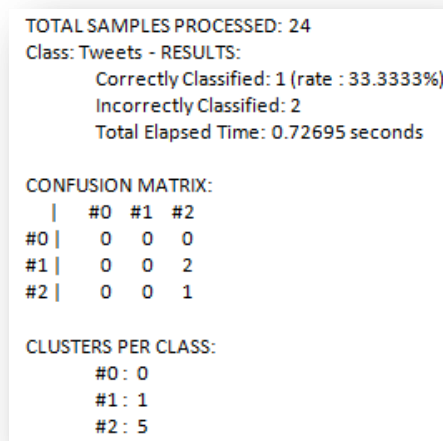 TOTAL SAMPLES PROCESSED: 24
Class: Tweets - RESULTS:
Correctly Classified: 1 (rate : 33.3333%)
Incorrectly Classified: 2
Total Elapsed Time: 0.72695 seconds
CONFUSION MATRIX:
| #0 #1 #2
#0 | 0 0 0
#1 | 0 0 2
#2 | 0 0 1
CLUSTERS PER CLASS:
#0 : 0
#1 : 1
#2 : 5